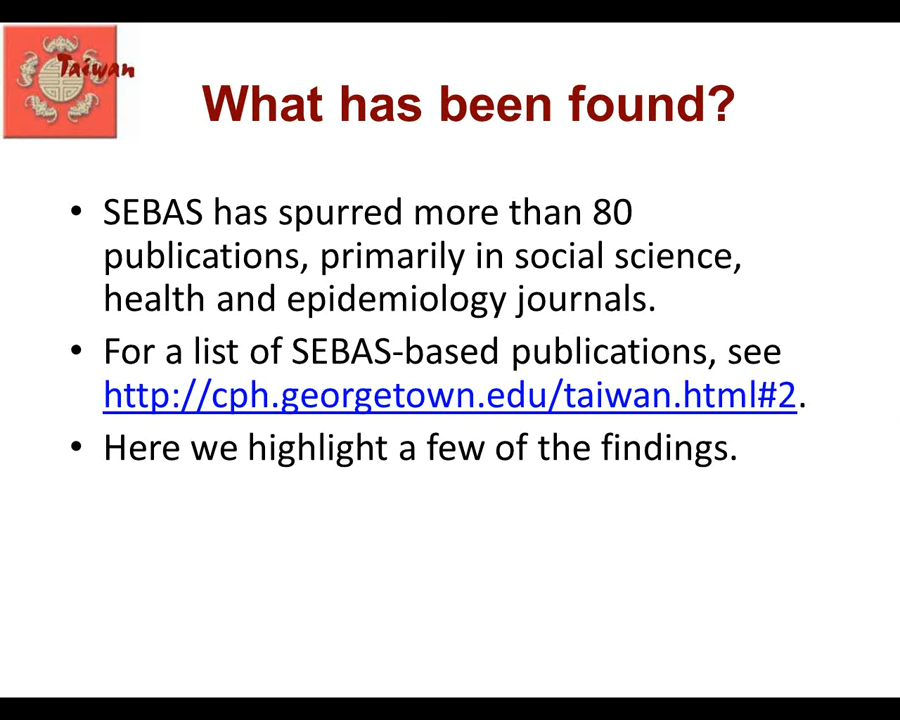 Taiwan
What has been found?
• SEBAS has spurred more than 80
publications, primarily in social science,
health and epidemiology journals.
• For a list of SEBAS-based publications, see
http://cph.georgetown.edu/taiwan.html#2.
• Here we highlight a few of the findings.